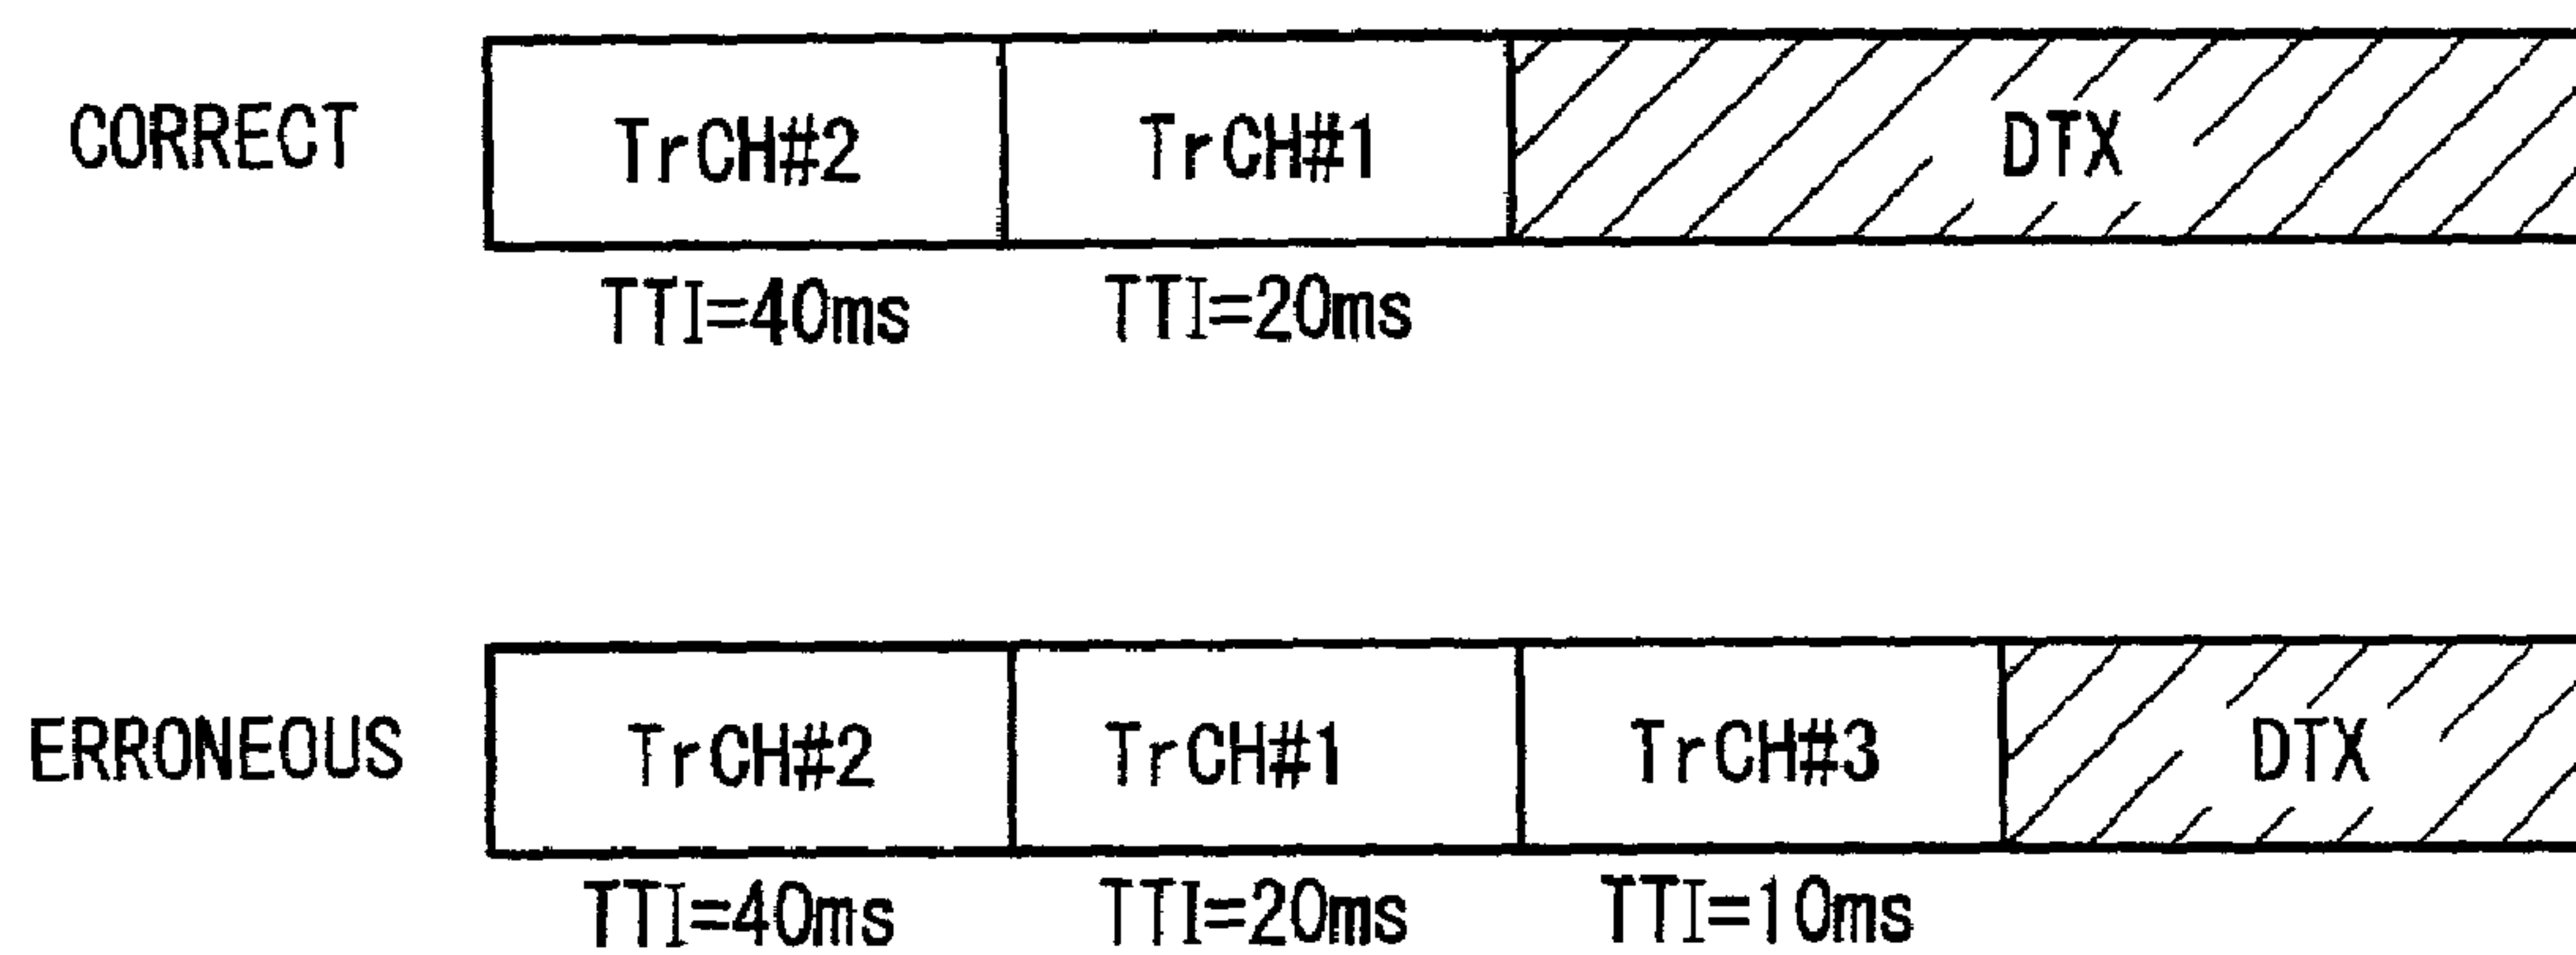 CORRECT TrCH#2 TrCH#1 DTX
TTI=40ms TTI=20ms
ERRONEOUS TrCH#2 TrCH#1 TrCH#3 DTX
TTI=40ms TTI=20ms TTI=10ms